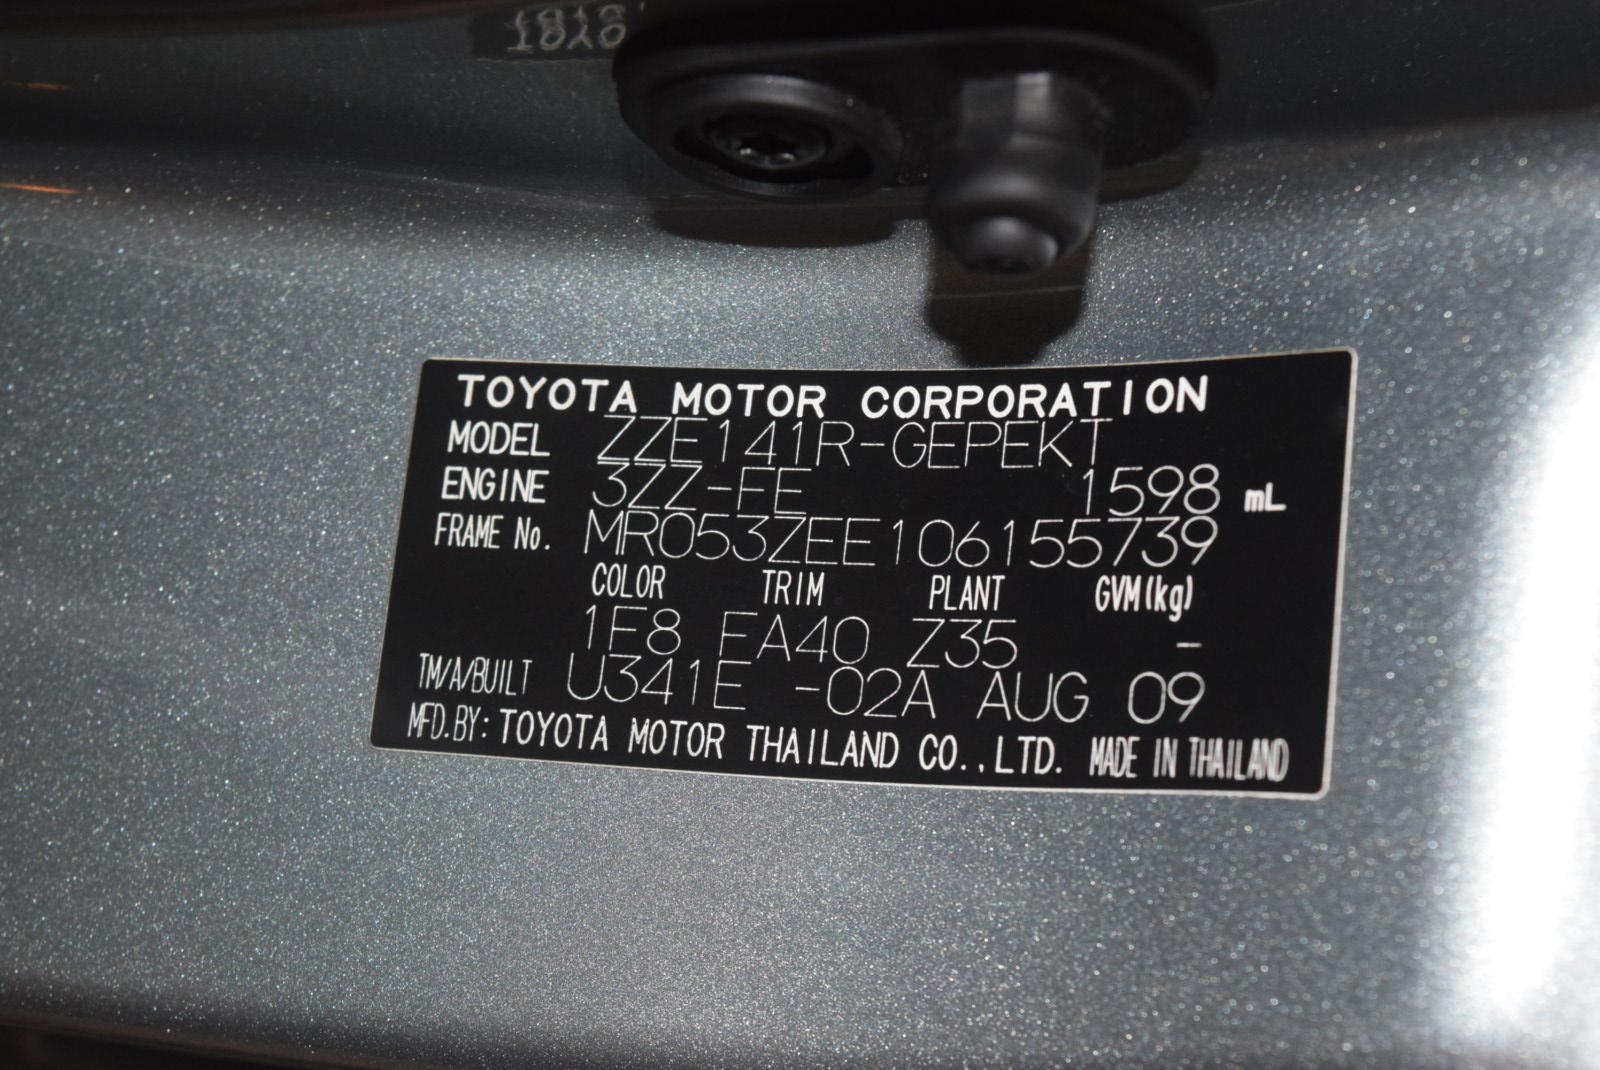 TOYOTA MOTOR CORPORATION
MODEL ZZE141R-GEPEKT
ENGINE 3ZZ-FE 1598 mL
FRAME No. MR053ZEE106155739
COLOR TRIM PLANT GVM(kg)
1F8 FA40 Z35 –
TM/A/BUILT U341E -02A AUG 09
MFD.BY: TOYOTA MOTOR THAILAND CO.,LTD. MADE IN THAILAND